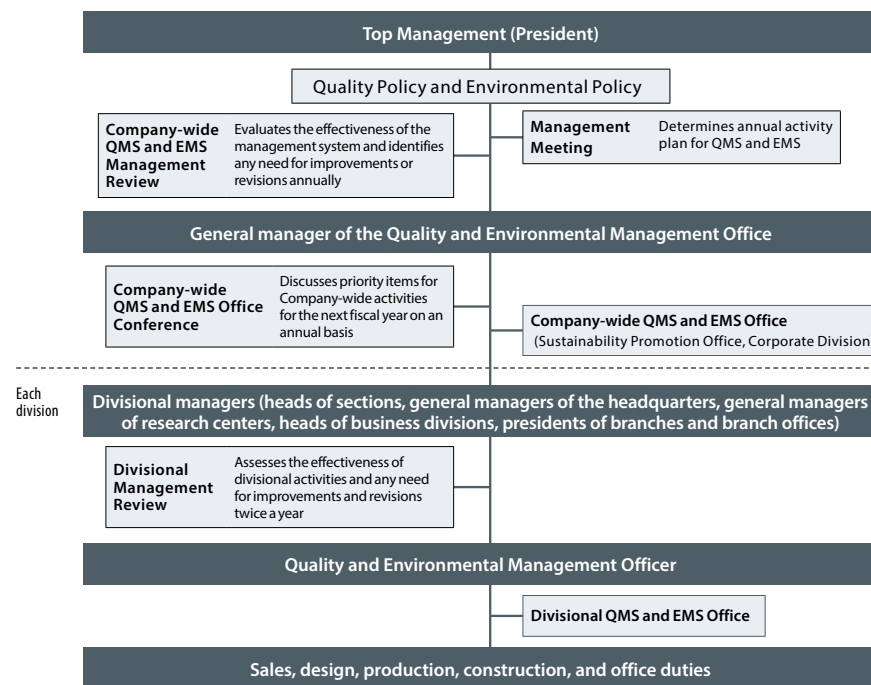 Top Management (President)
Quality Policy and Environmental Policy
Company-wide
QMS and EMS
Management
Review
Evaluates the effectiveness of the
management system and identifies
any need for improvements or
revisions annually
Management
Meeting
Determines annual activity
plan for QMS and EMS
General manager of the Quality and Environmental Management Office
Company-wide
QMS and EMS Office
Conference
Discusses priority items for
Company-wide activities
for the next fiscal year on an
annual basis
Company-wide QMS and EMS Office
(Sustainability Promotion Office, Corporate Division
Each
division
Divisional managers (heads of sections, general managers of the headquarters, general managers
of research centers, heads of business divisions, presidents of branches and branch offices)
Divisional
Management
Review
Assesses the effectiveness of
divisional activities and any need
for improvements and revisions
twice a year
Quality and Environmental Management Officer
Divisional QMS and EMS Office
Sales, design, production, construction, and office duties